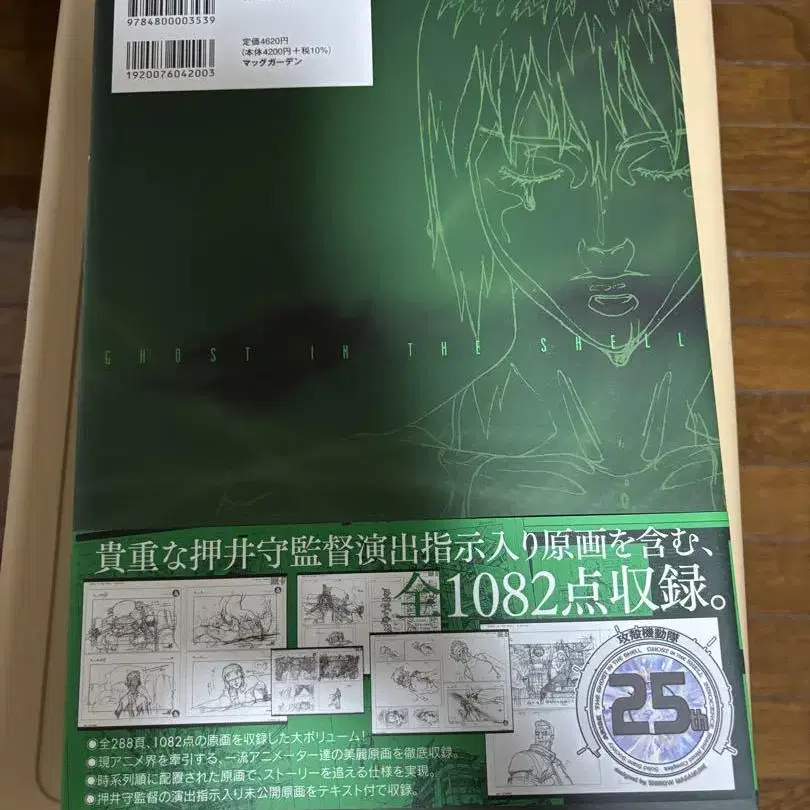 9784800003539
定価4620円
(本体4200円+税10%)
マッグガーデン
1920076042003
GHOST IN THE SHELL
貴重な押井守監督演出指示入り原画を含む、
全1082点収録。
攻殻機動隊
25th
●全288頁、1082点の原画を収録した大ボリューム!
●現アニメ界を牽引する、一流アニメーター達の美麗原画を徹底収録。
●時系列順に配置された原画で、ストーリーを追える仕様を実現。
●押井守監督の演出指示入り未公開原画をテキスト付で収録。